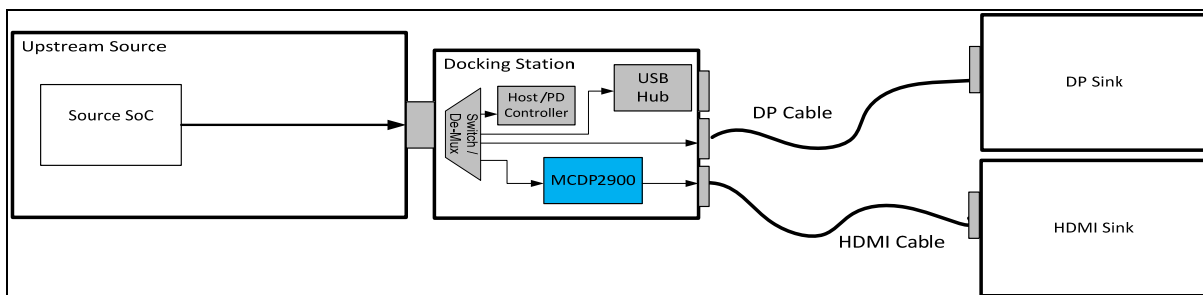 Upstream Source
Source SoC
Docking Station
Switch /
De-Mux
Host /PD
Controller
USB
Hub
MCDP2900
DP Cable
HDMI Cable
DP Sink
HDMI Sink